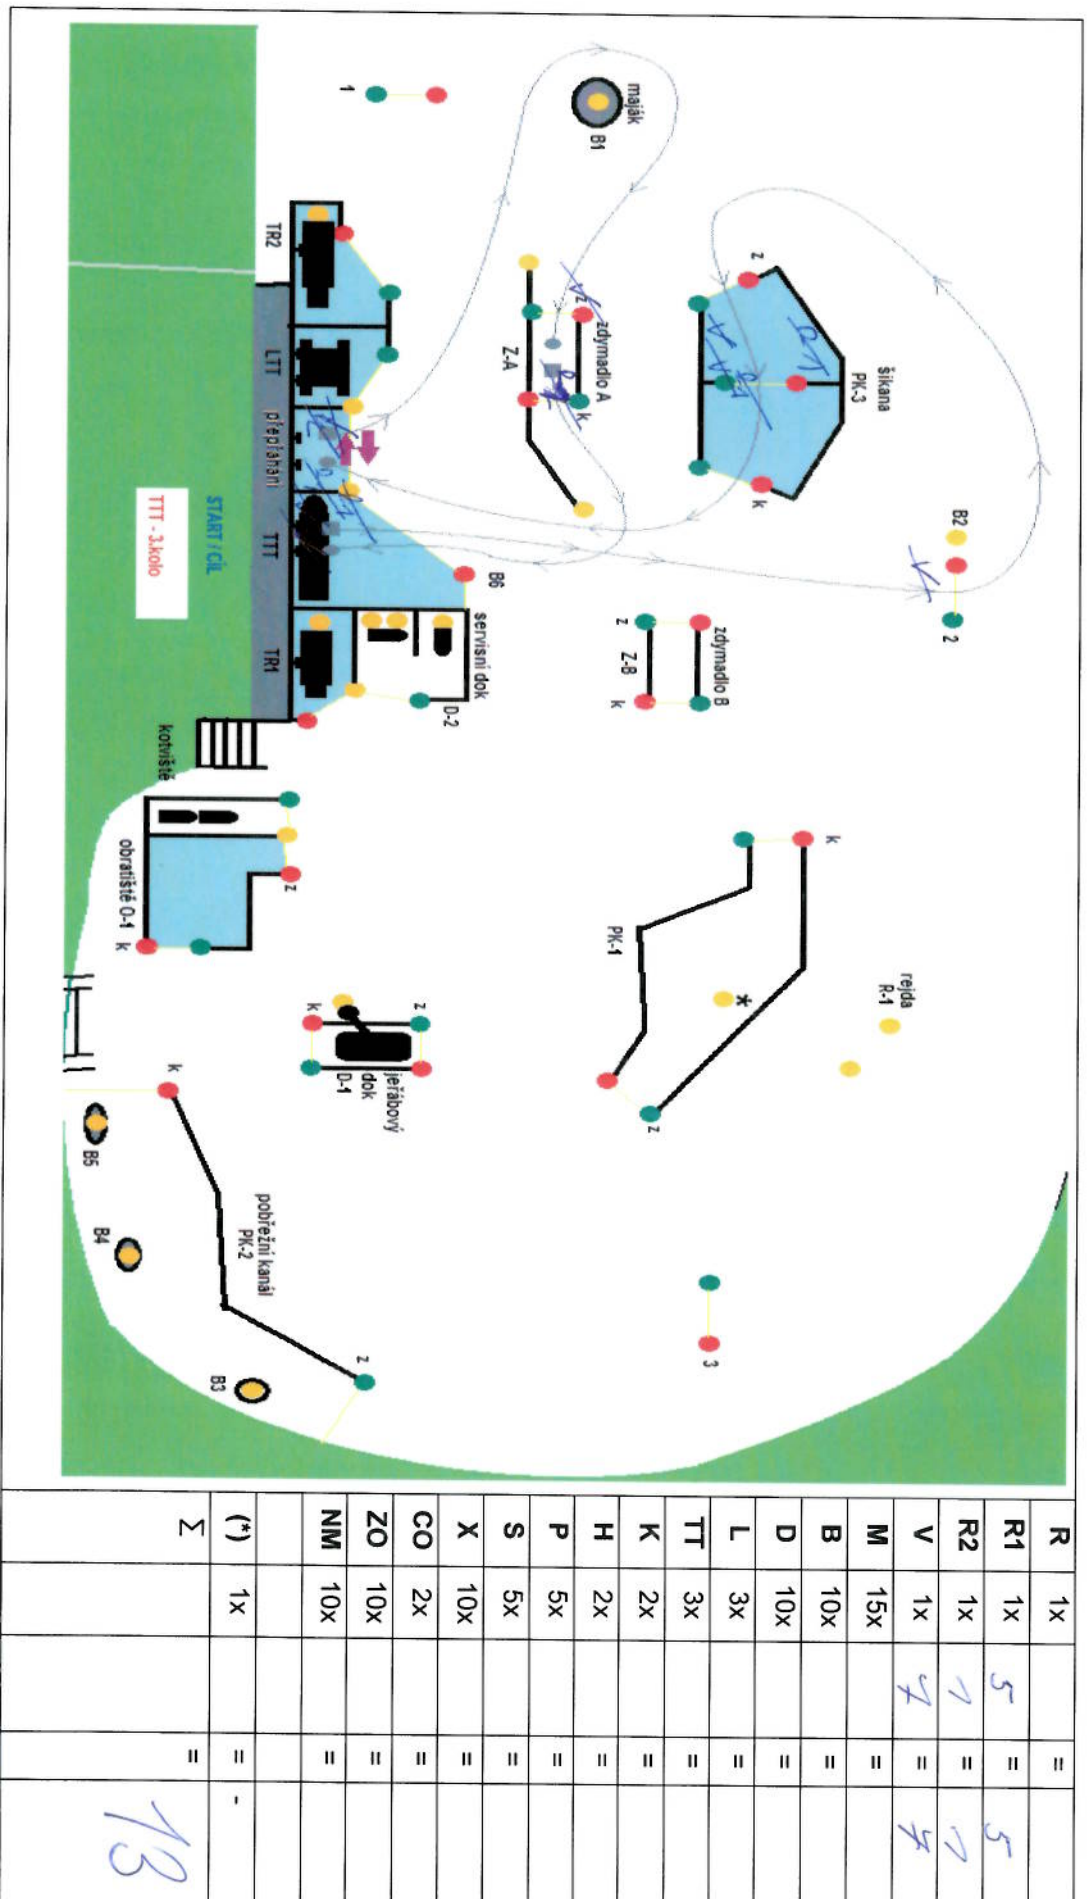 maják
B1
1
TR2
LTT
přeplahání
TTT
TR1
START / CÍL
TTT - 3.kolo
z
zdymadlo A
Z-A
k
z
šikana
PK-3
k
B2
2
B6
servisní dok
D-2
zdymadlo B
z
Z-B
k
kotviště
obratiště O-1
z
k
k
PK-1
*
z
rejda
R-1
z
k
jeřábový
dok
D-1
k
B5
B4
pobřežní kanál
PK-2
B3
z
3
R 1x =
R1 1x 5 = 5
R2 1x 1 = 1
V 1x 7 = 7
M 15x =
B 10x =
D 10x =
L 3x =
TT 3x =
K 2x =
H 2x =
P 5x =
S 5x =
X 10x =
CO 2x =
ZO 10x =
NM 10x =
(*) 1x = -
Σ = 13